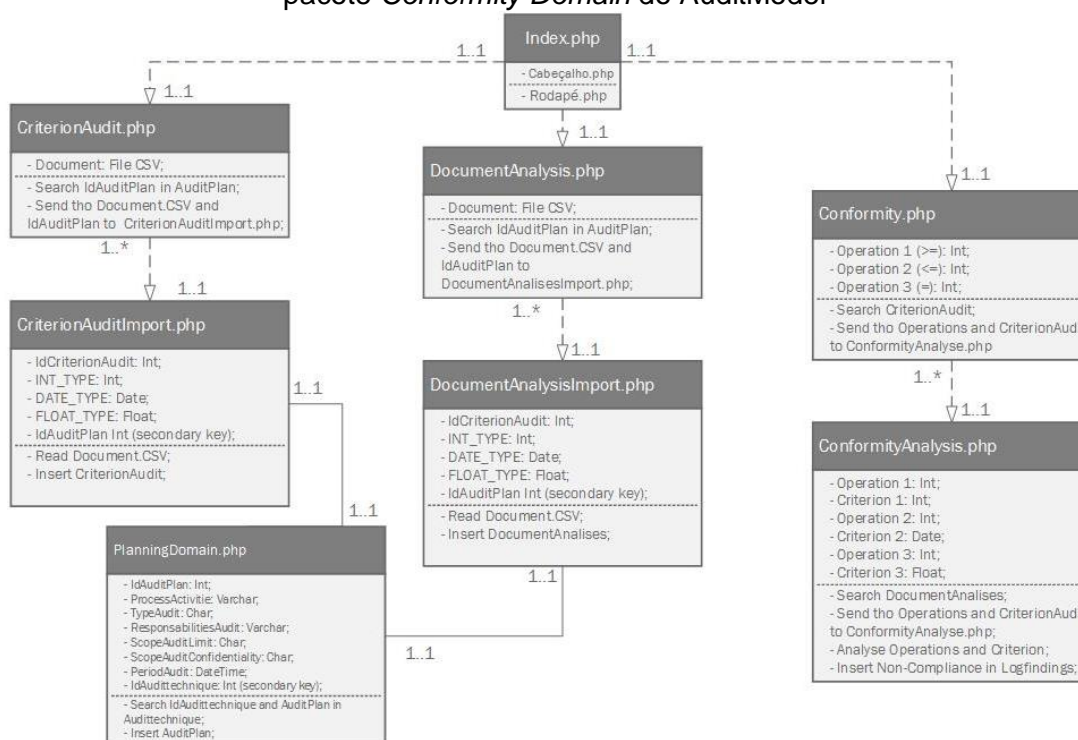 pacote Conformity Domain do AuditModel
Index.php
- Cabeçalho.php
- Rodapé.php
1..1
1..1
1..1
1..1
1..1
CriterionAudit.php
- Document: File CSV;
- Search IdAuditPlan in AuditPlan;
- Send tho Document.CSV and
IdAuditPlan to CriterionAuditImport.php;
1..*
1..1
CriterionAuditImport.php
- IdCriterionAudit: Int;
- INT_TYPE: Int;
- DATE_TYPE: Date;
- FLOAT_TYPE: Float;
- IdAuditPlan Int (secondary key);
- Read Document.CSV;
- Insert CriterionAudit;
1..1
1..1
DocumentAnalysis.php
- Document: File CSV;
- Search IdAuditPlan in AuditPlan;
- Send tho Document.CSV and
IdAuditPlan to
DocumentAnalisesImport.php;
1..*
1..1
DocumentAnalysisImport.php
- IdCriterionAudit: Int;
- INT_TYPE: Int;
- DATE_TYPE: Date;
- FLOAT_TYPE: Float;
- IdAuditPlan Int (secondary key);
- Read Document.CSV;
- Insert DocumentAnalises;
1..1
1..1
PlanningDomain.php
- IdAuditPlan: Int;
- ProcessActivitie: Varchar;
- TypeAudit: Char;
- ResponsabilitiesAudit: Varchar;
- ScopeAuditLimit: Char;
- ScopeAuditConfidentiality: Char;
- PeriodAudit: DateTime;
- IdAudittechnique: Int (secondary key);
- Search IdAudittechnique and AuditPlan in
Audittechnique;
- Insert AuditPlan;
Conformity.php
- Operation 1 (>=): Int;
- Operation 2 (<=): Int;
- Operation 3 (=): Int;
- Search CriterionAudit;
- Send tho Operations and CriterionAud
to ConformityAnalyse.php
1..*
1..1
ConformityAnalysis.php
- Operation 1: Int;
- Criterion 1: Int;
- Operation 2: Int;
- Criterion 2: Date;
- Operation 3: Int;
- Criterion 3: Float;
- Search DocumentAnalises;
- Send tho Operations and CriterionAud
to ConformityAnalyse.php;
- Analyse Operations and Criterion;
- Insert Non-Compliance in Logfindings;